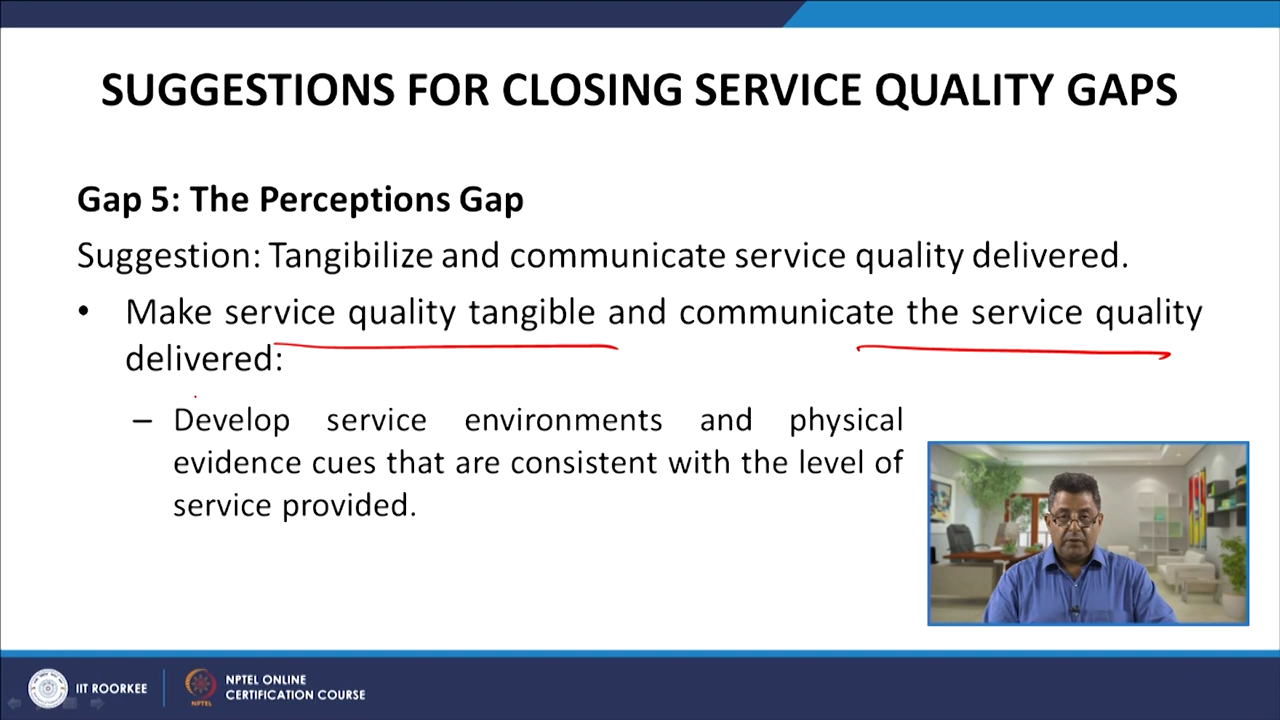 SUGGESTIONS FOR CLOSING SERVICE QUALITY GAPS
Gap 5: The Perceptions Gap
Suggestion: Tangibilize and communicate service quality delivered.
• Make service quality tangible and communicate the service quality
delivered:
– Develop service environments and physical
evidence cues that are consistent with the level of
service provided.
IIT ROORKEE
NPTEL
NPTEL ONLINE
CERTIFICATION COURSE